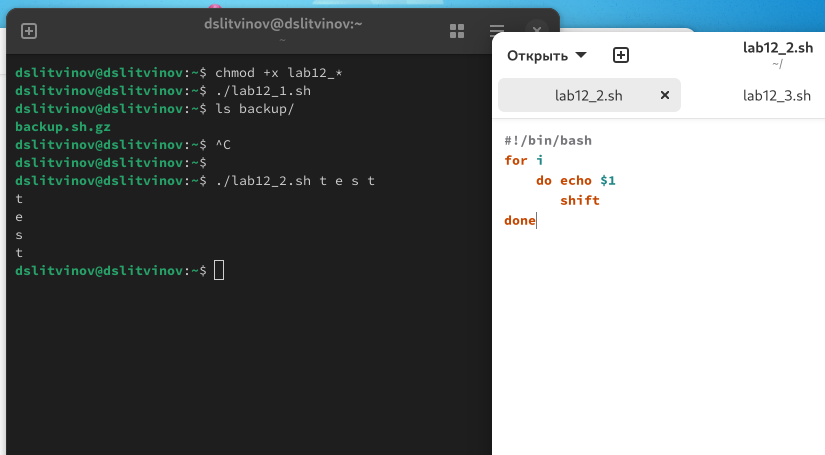 dslitvinov@dslitvinov:~
~
dslitvinov@dslitvinov:~$ chmod +x lab12_*
dslitvinov@dslitvinov:~$ ./lab12_1.sh
dslitvinov@dslitvinov:~$ ls backup/
backup.sh.gz
dslitvinov@dslitvinov:~$ ^C
dslitvinov@dslitvinov:~$
dslitvinov@dslitvinov:~$ ./lab12_2.sh t e s t
t
e
s
t
dslitvinov@dslitvinov:~$
Открыть
lab12_2.sh
~/
lab12_2.sh
lab12_3.sh
#!/bin/bash
for i
do echo $1
shift
done